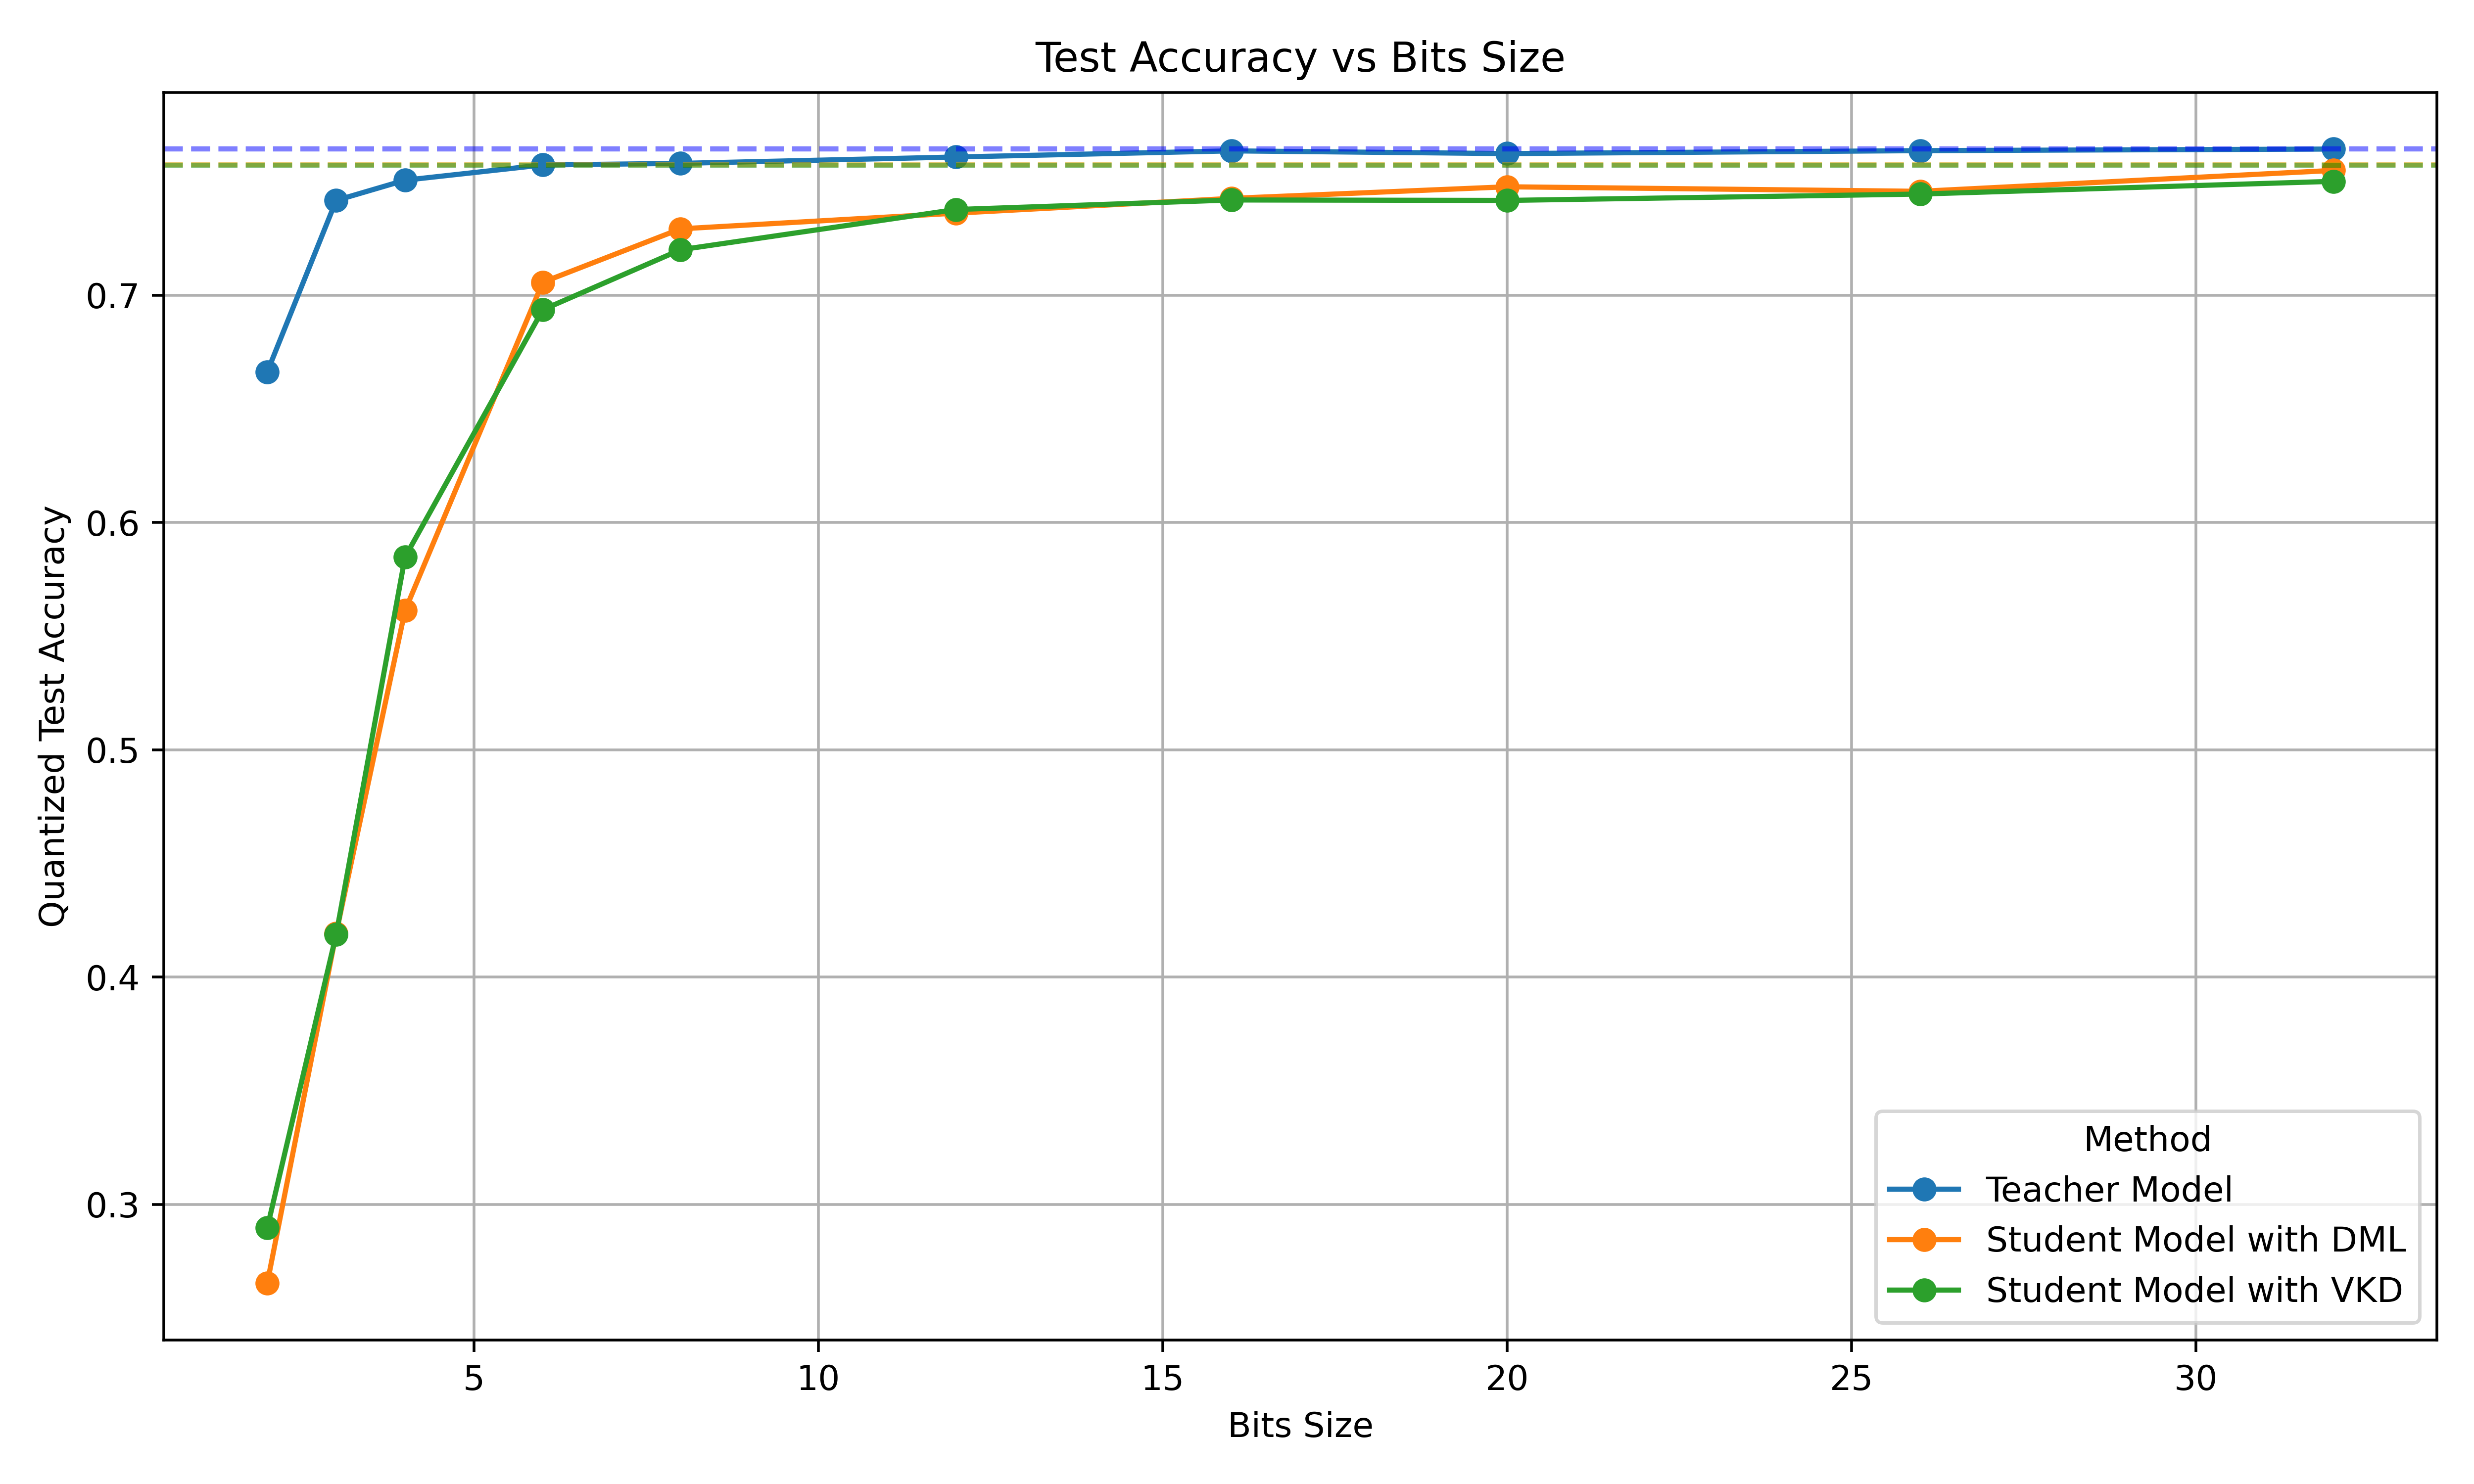 Test Accuracy vs Bits Size
Quantized Test Accuracy
0.7
0.6
0.5
0.4
0.3
5 10 15 20 25 30
Bits Size
Method
Teacher Model
Student Model with DML
Student Model with VKD